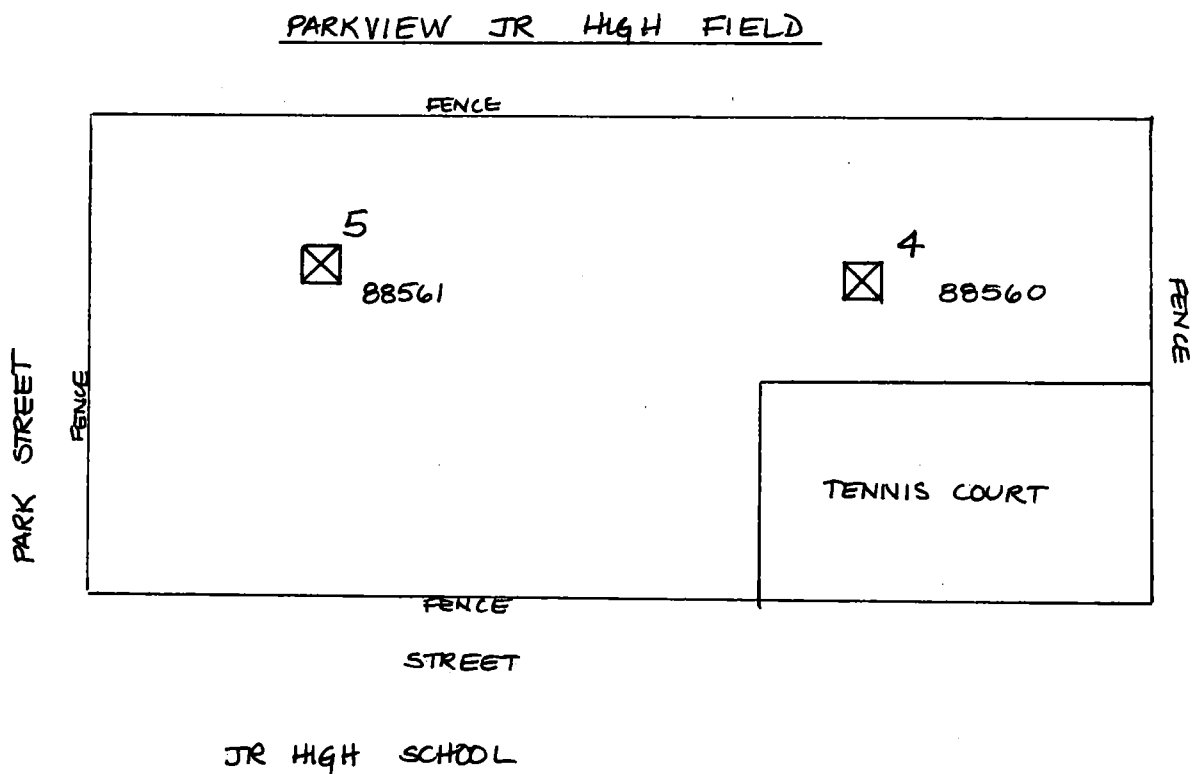 PARKVIEW JR HIGH FIELD
FENCE
5
88561
4
88560
FENCE
PARK STREET
FENCE
TENNIS COURT
FENCE
STREET
JR HIGH SCHOOL